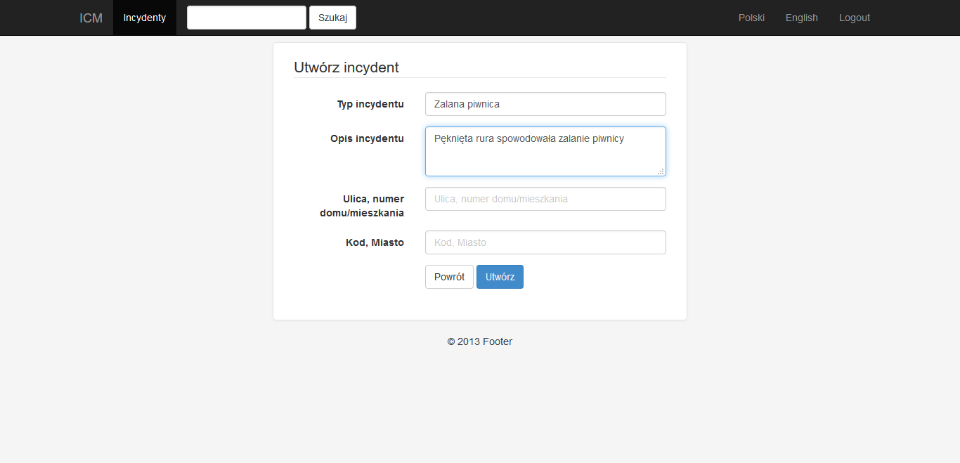 ICM Incydenty Szukaj Polski English Logout
Utwórz incydent
Typ incydentu Zalana piwnica
Opis incydentu Pęknięta rura spowodowała zalanie piwnicy
Ulica, numer domu/mieszkania Ulica, numer domu/mieszkania
Kod, Miasto Kod, Miasto
Powrót Utwórz
© 2013 Footer